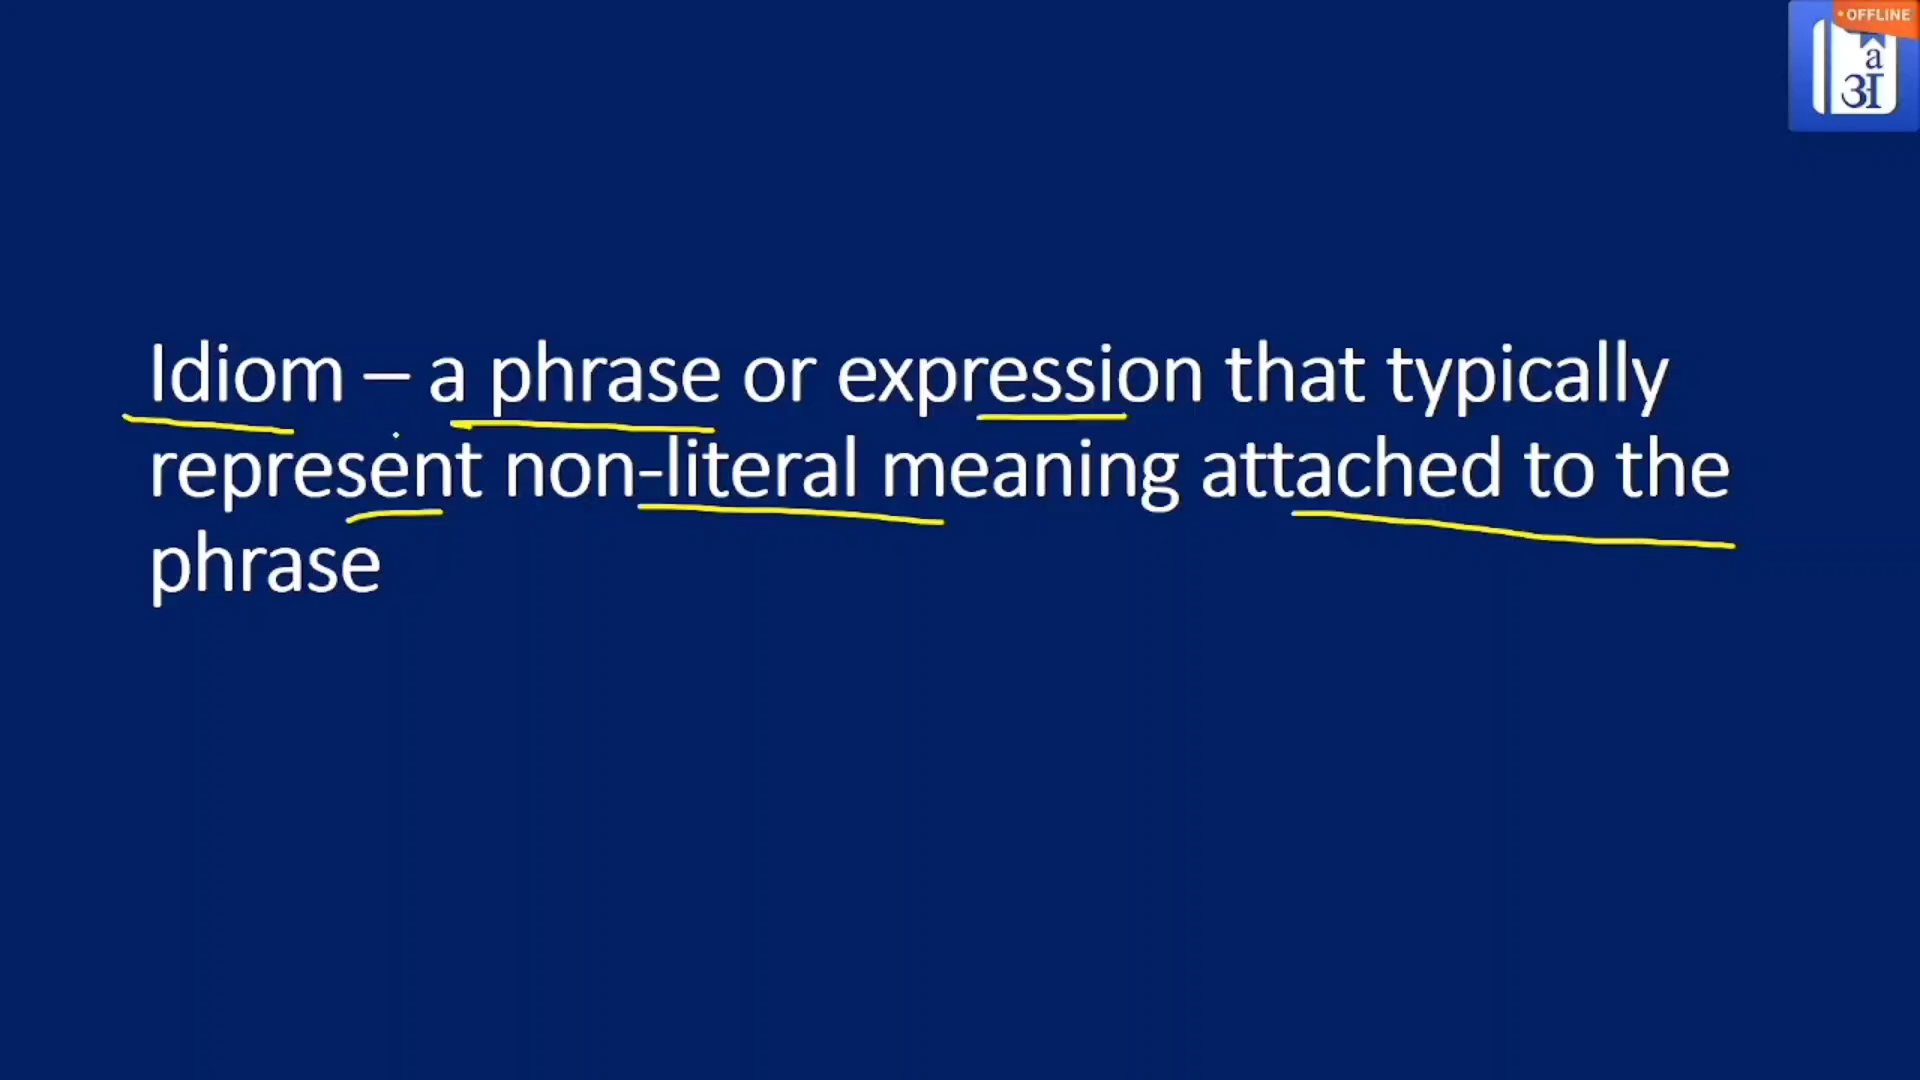 • OFFLINE
a
अ
Idiom – a phrase or expression that typically
represent non-literal meaning attached to the
phrase